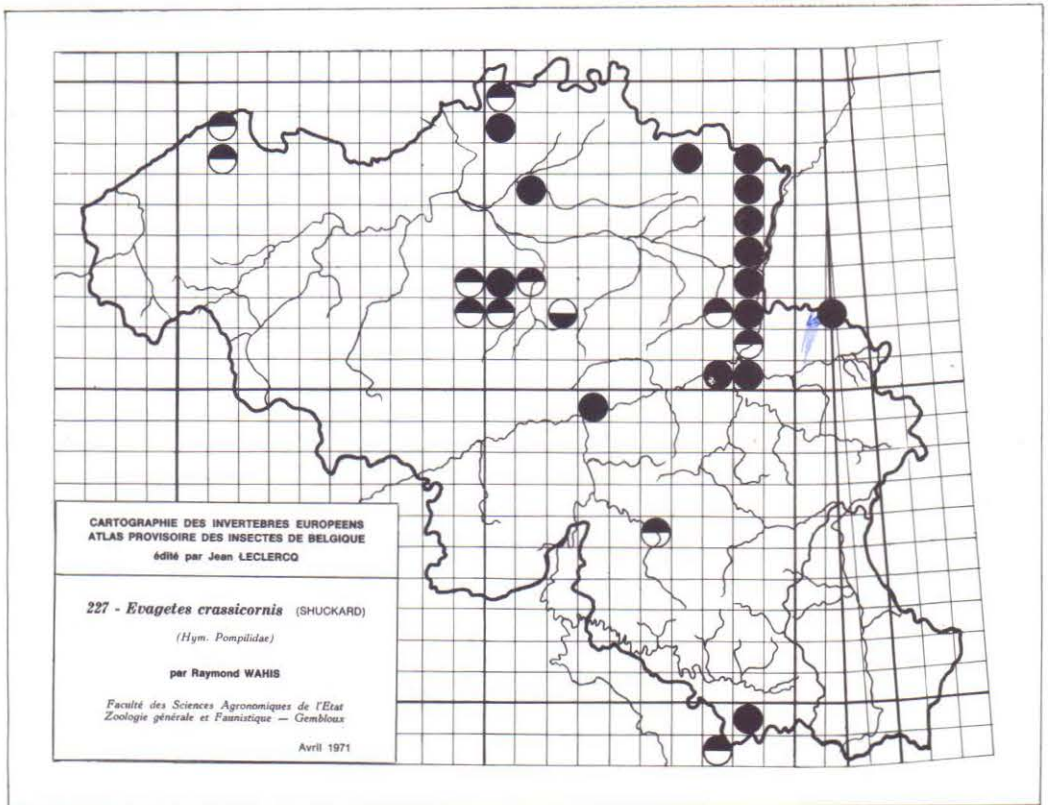 CARTOGRAPHIE DES INVERTEBRES EUROPEENS
ATLAS PROVISOIRE DES INSECTES DE BELGIQUE
édité par Jean LECLERCQ
227 - Evagetes crassicornis (SHUCKARD)
(Hym. Pompilidae)
par Raymond WAHIS
Faculté des Sciences Agronomiques de l'Etat
Zoologie générale et Faunistique — Gembloux
Avril 1971